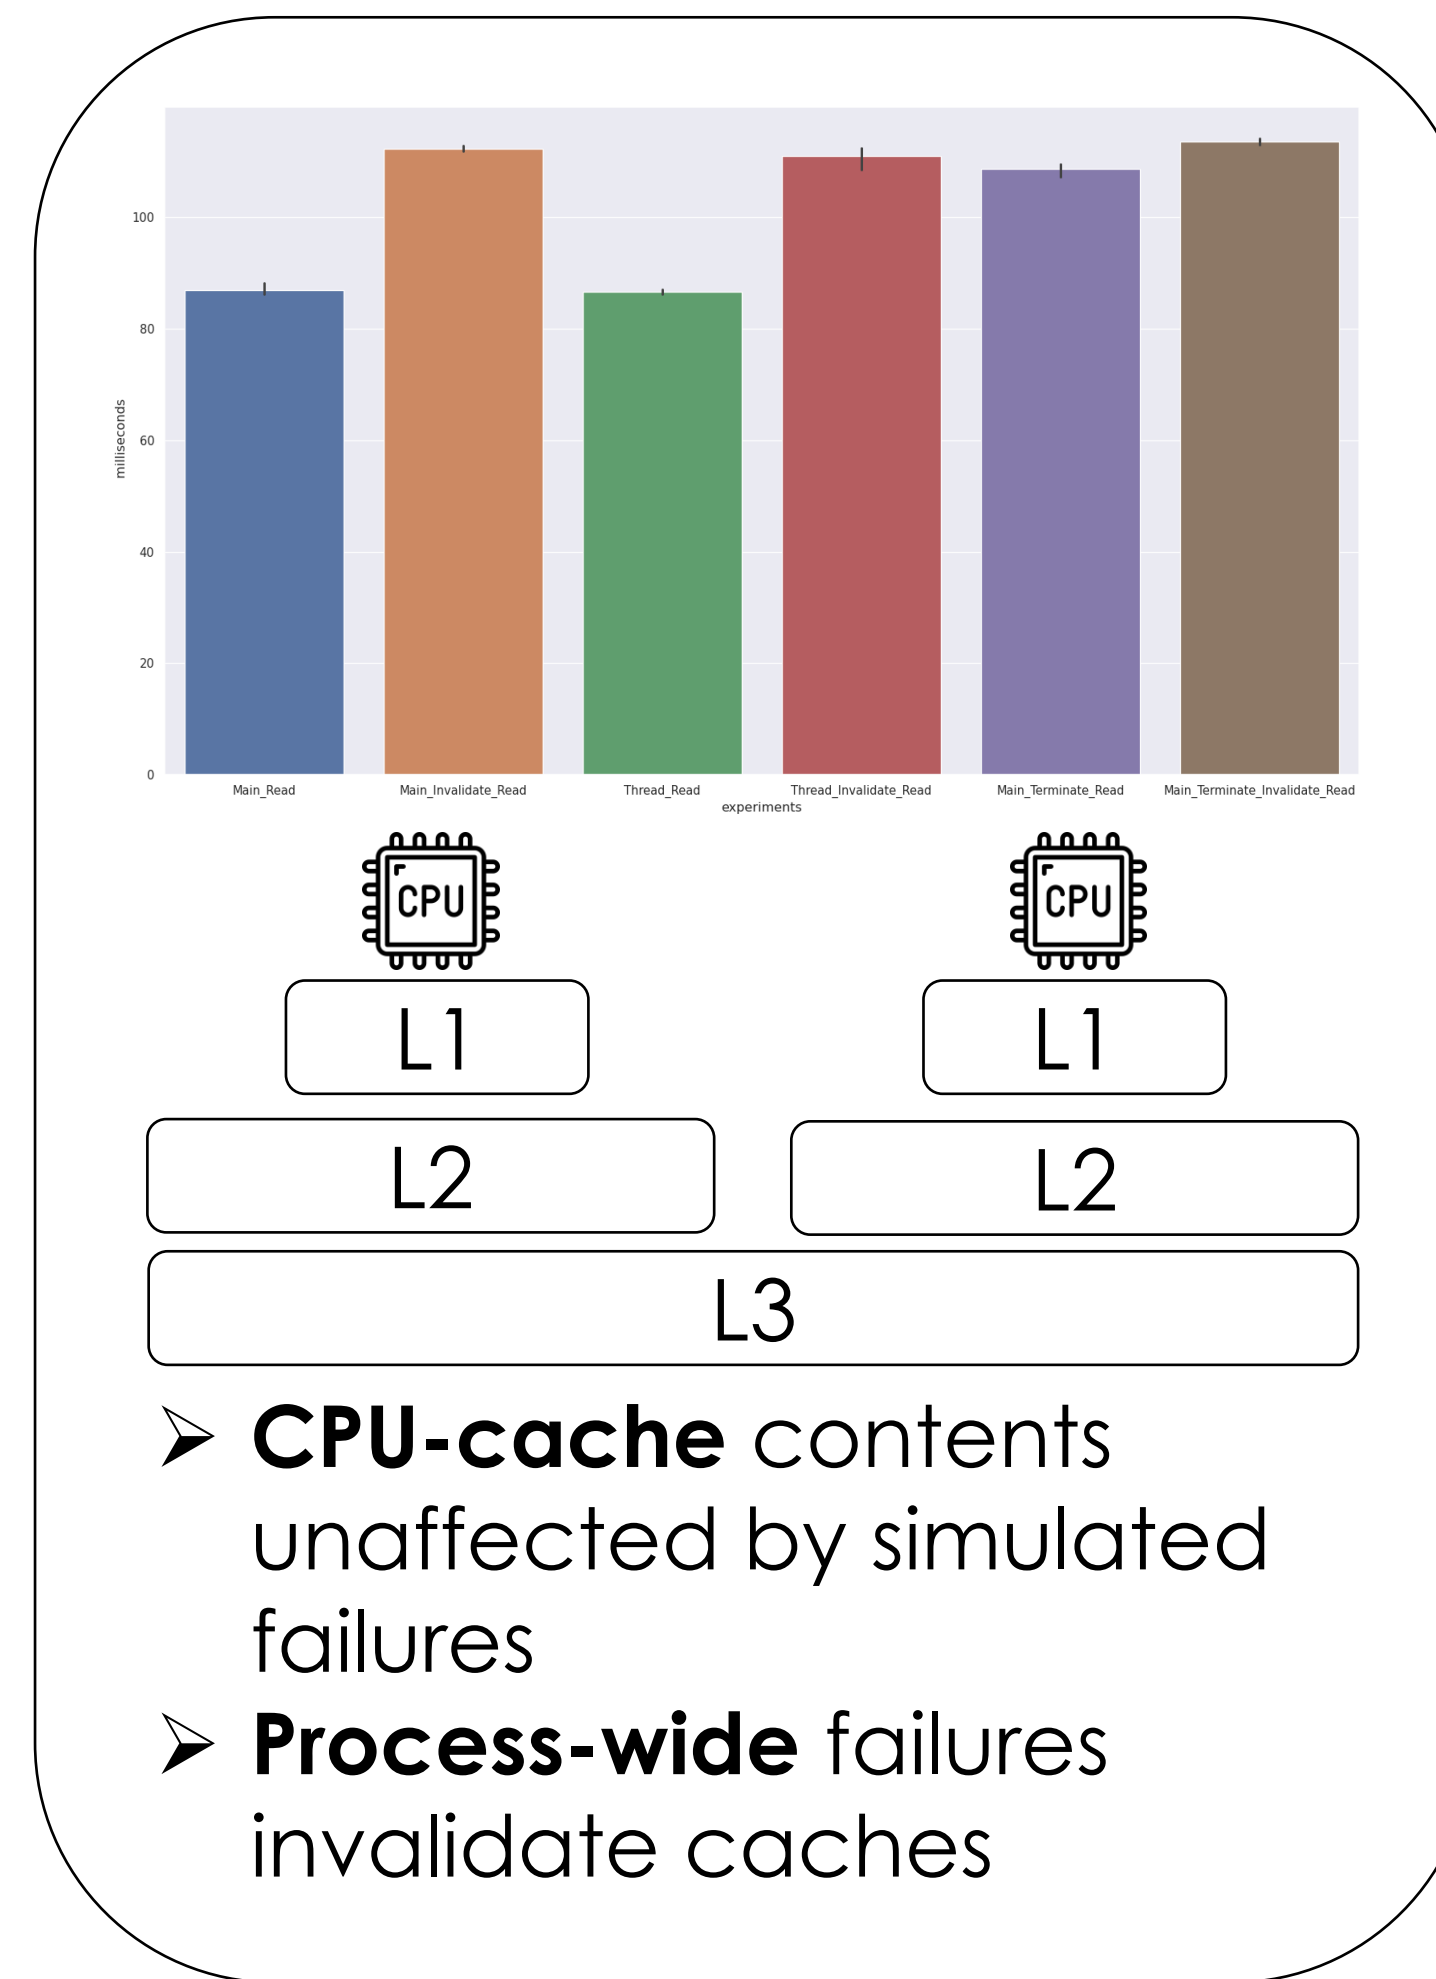 100
80
60
40
20
0
milliseconds
Main_Read Main_Invalidate_Read Thread_Read Thread_Invalidate_Read Main_Terminate_Read Main_Terminate_Invalidate_Read
experiments
CPU CPU
L1 L1
L2 L2
L3
➢ CPU-cache contents
unaffected by simulated
failures
➢ Process-wide failures
invalidate caches